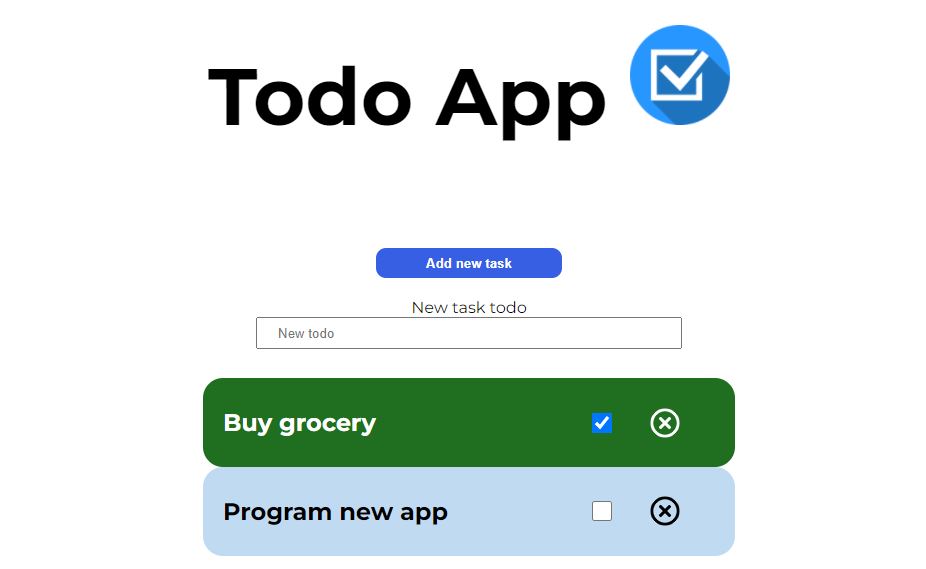 Todo App
Add new task
New task todo
New todo
Buy grocery
Program new app